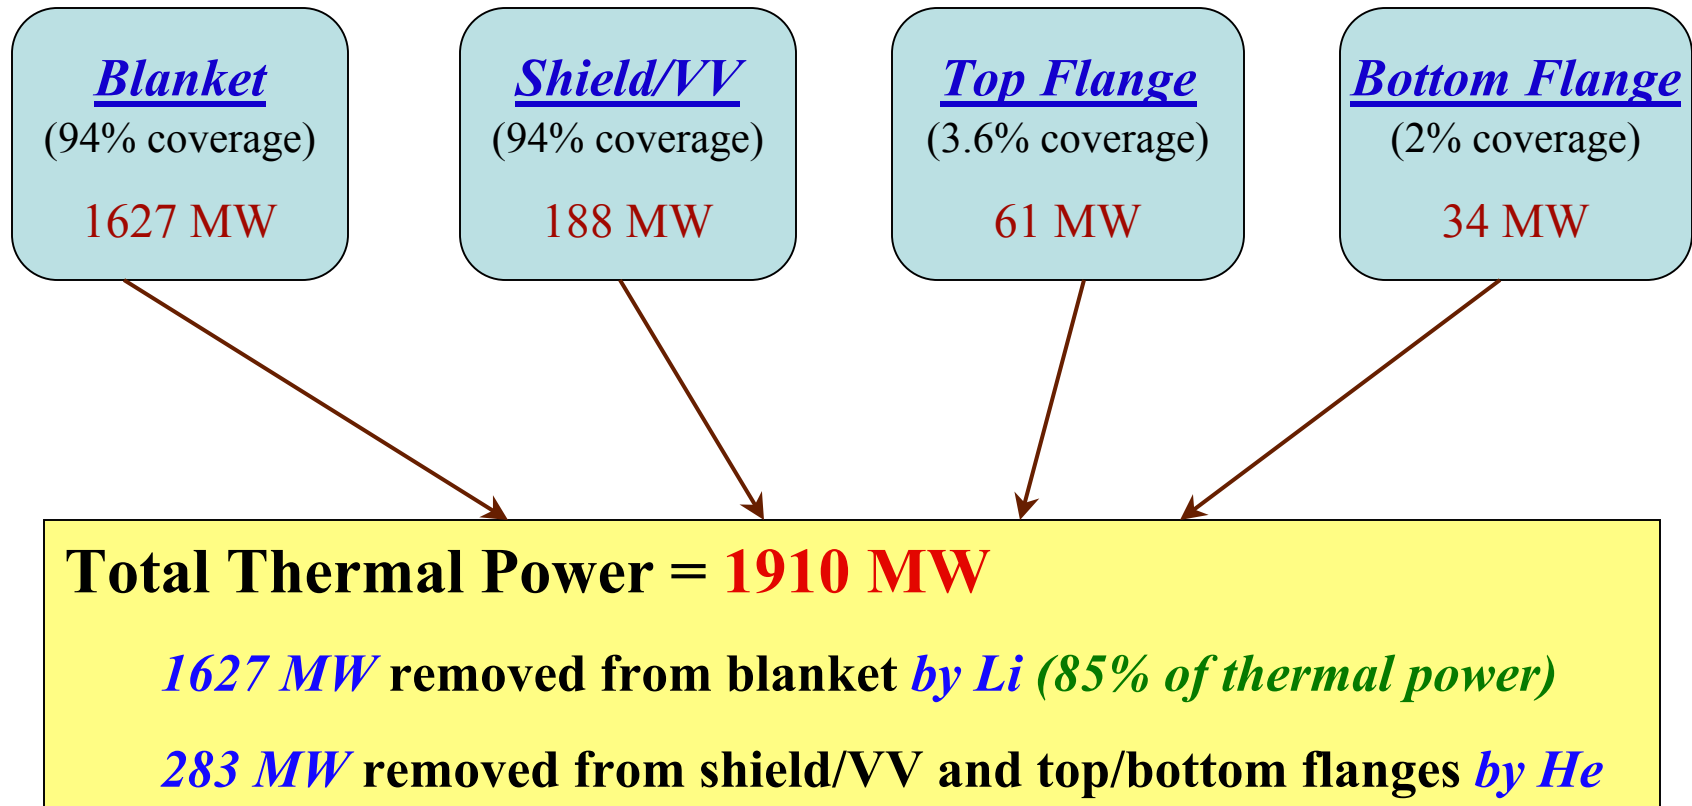 Blanket
(94% coverage)
1627 MW
Shield/VV
(94% coverage)
188 MW
Top Flange
(3.6% coverage)
61 MW
Bottom Flange
(2% coverage)
34 MW
Total Thermal Power = 1910 MW
1627 MW removed from blanket by Li (85% of thermal power)
283 MW removed from shield/VV and top/bottom flanges by He